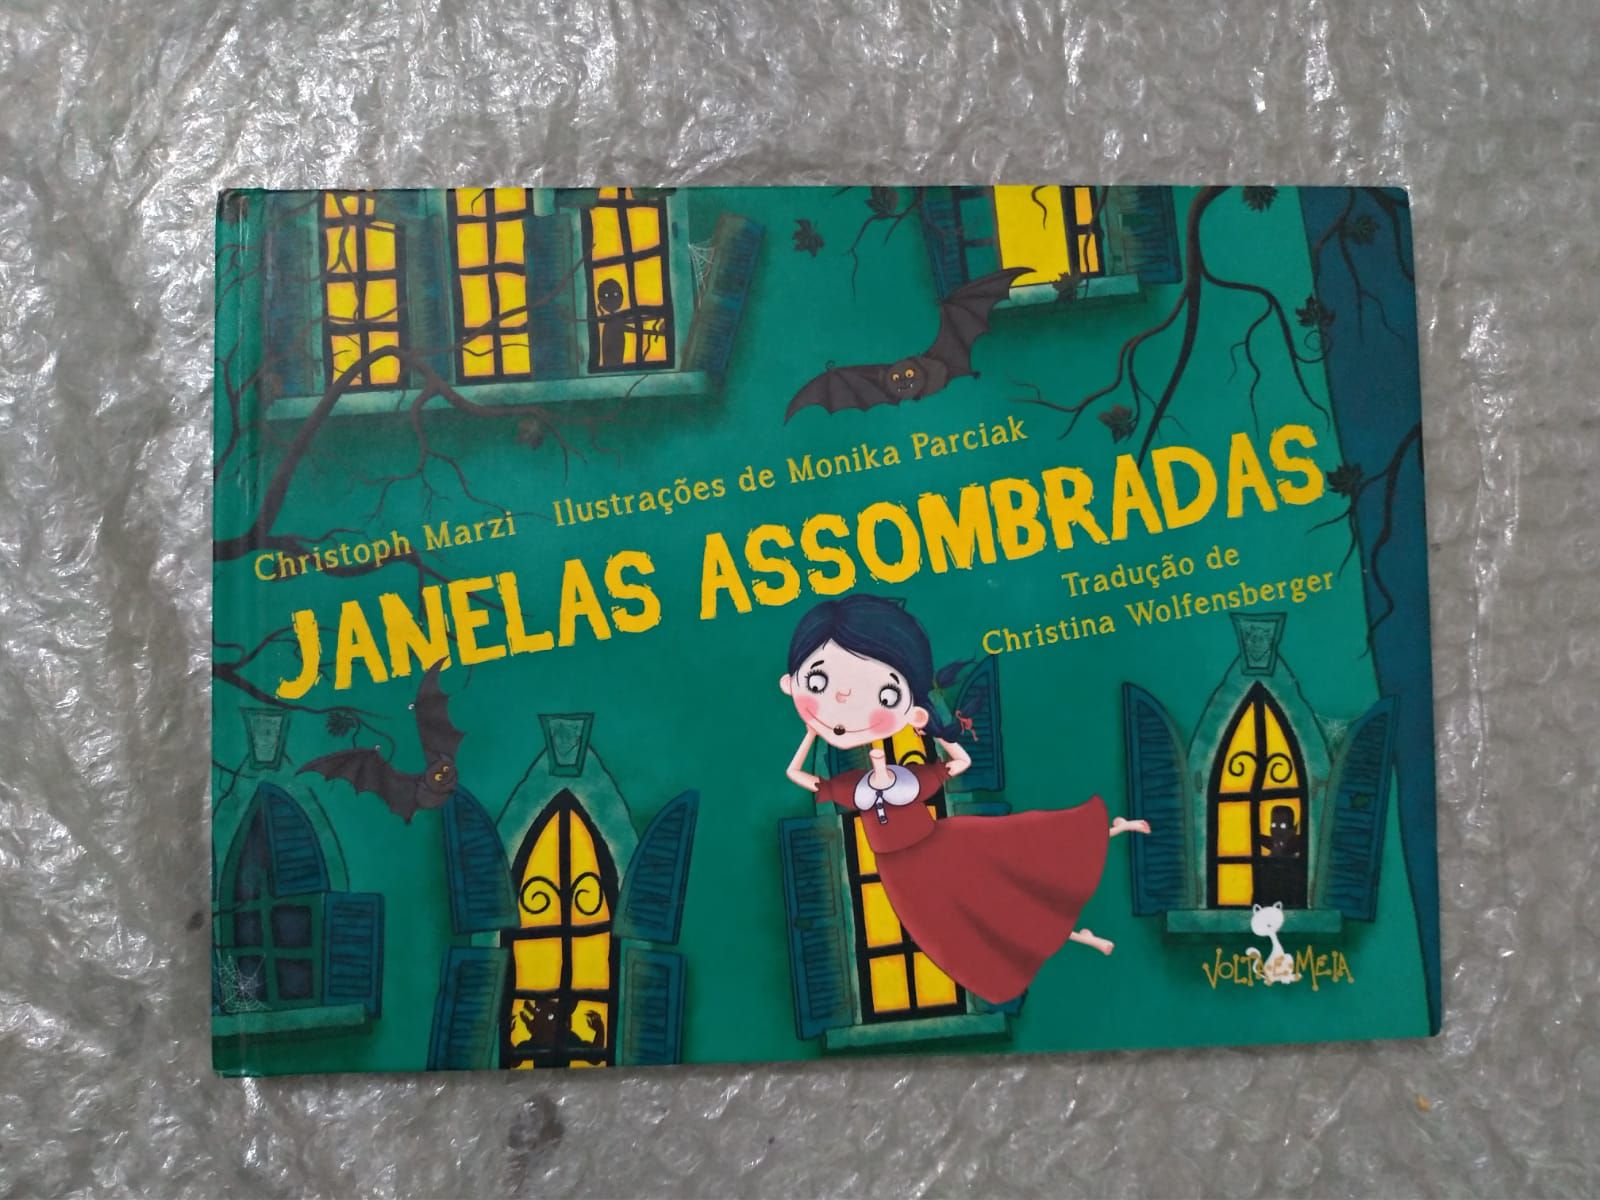 Christoph Marzi Ilustrações de Monika Parciak
JANELAS ASSOMBRADAS
Tradução de
Christina Wolfensberger
VOLTA E MEIA